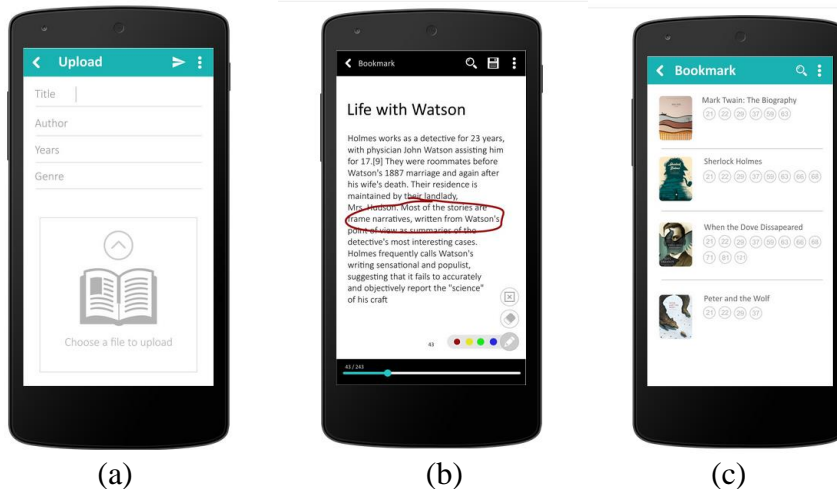 Upload
Title
Author
Years
Genre
Choose a file to upload
(a)
Bookmark
Life with Watson
Holmes works as a detective for 23 years,
with physician John Watson assisting him
for 17.[9] They were roommates before
Watson's 1887 marriage and again after
his wife's death. Their residence is
maintained by their landlady,
Mrs. Hudson. Most of the stories are
frame narratives, written from Watson's
point of view as summaries of the
detective's most interesting cases.
Holmes frequently calls Watson's
writing sensational and populist,
suggesting that it fails to accurately
and objectively report the "science"
of his craft
43
43 / 243
(b)
Bookmark
Mark Twain: The Biography
21 22 29 37 59 63
Sherlock Holmes
21 22 29 37 59 63 66 68
When the Dove Dissapeared
21 22 29 37 59 63 66 68
71 81 121
Peter and the Wolf
21 22 29 37
(c)